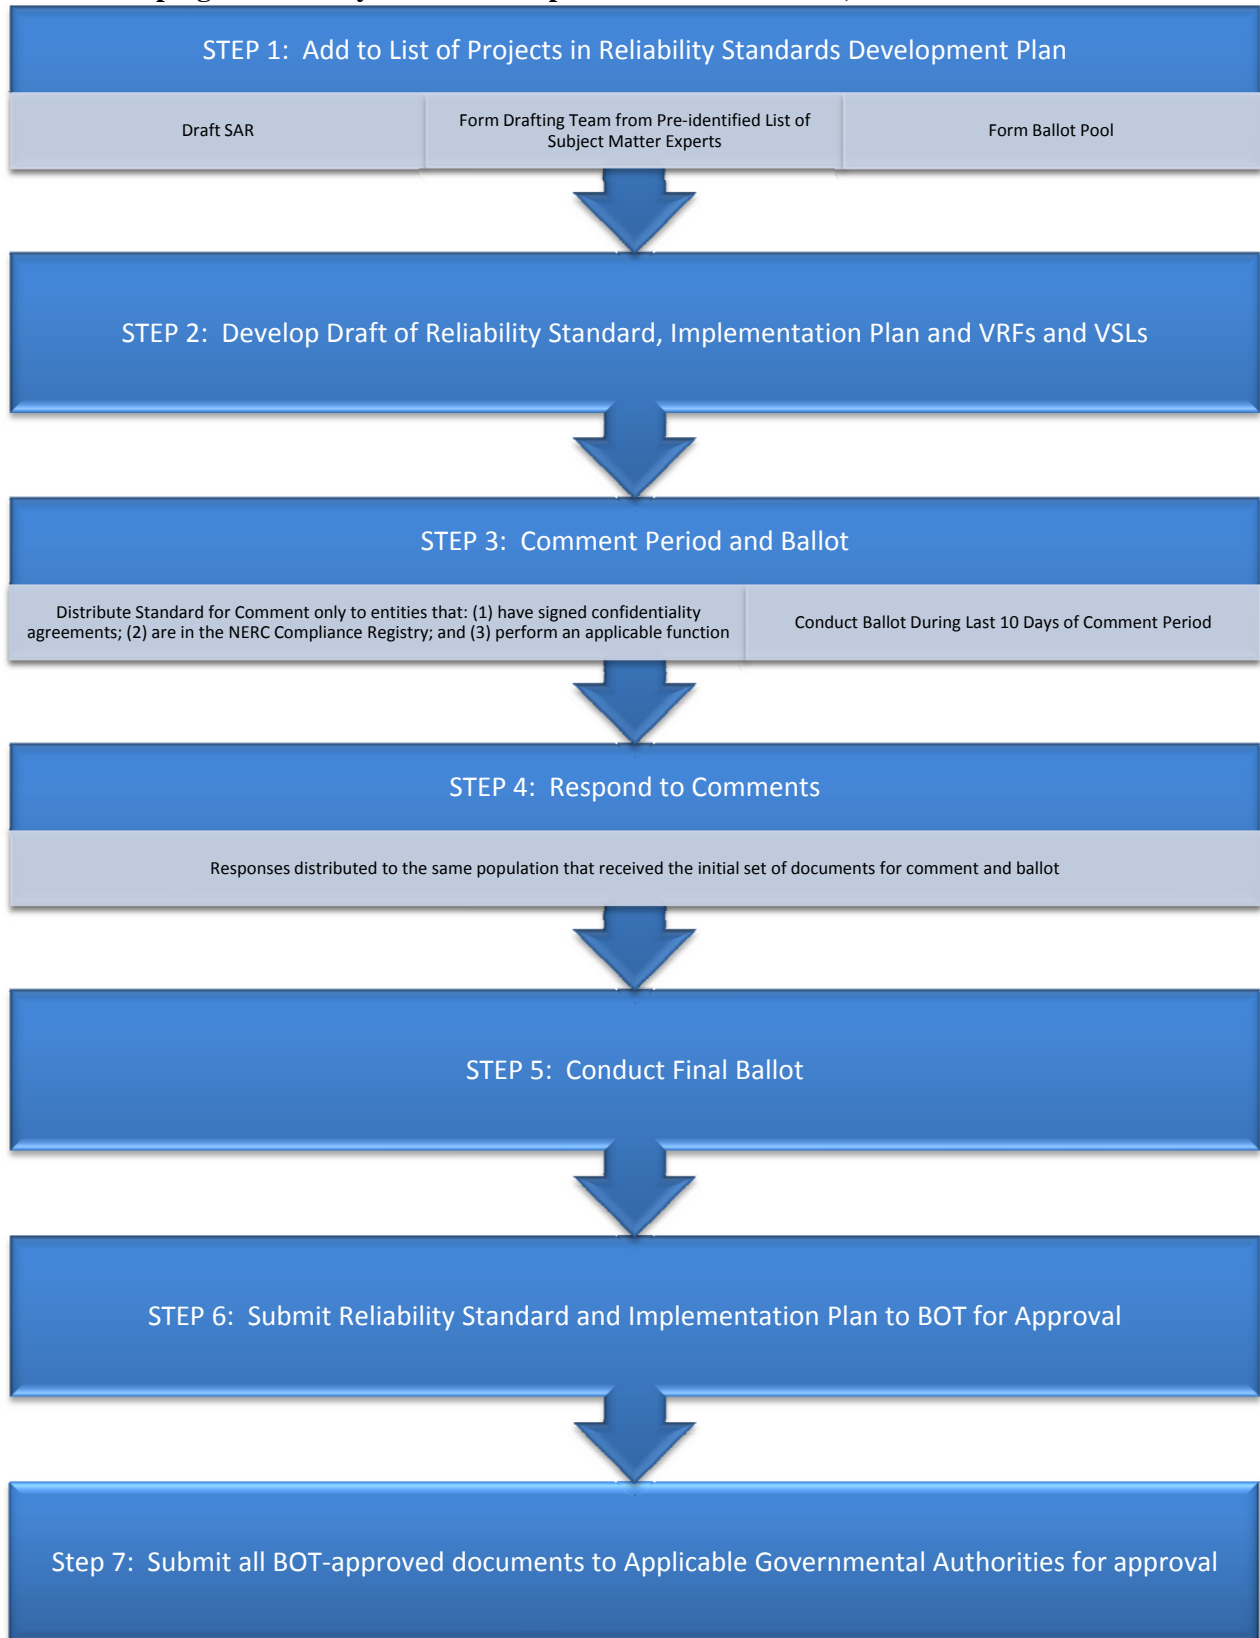 STEP 1:  Add to List of Projects in Reliability Standards Development Plan
Draft SAR
Form Drafting Team from Pre-identified List of
Subject Matter Experts
Form Ballot Pool
STEP 2:  Develop Draft of Reliability Standard, Implementation Plan and VRFs and VSLs
STEP 3:  Comment Period and Ballot
Distribute Standard for Comment only to entities that: (1) have signed confidentiality
agreements; (2) are in the NERC Compliance Registry; and (3) perform an applicable function
Conduct Ballot During Last 10 Days of Comment Period
STEP 4:  Respond to Comments
Responses distributed to the same population that received the initial set of documents for comment and ballot
STEP 5:  Conduct Final Ballot
STEP 6:  Submit Reliability Standard and Implementation Plan to BOT for Approval
Step 7:  Submit all BOT-approved documents to Applicable Governmental Authorities for approval